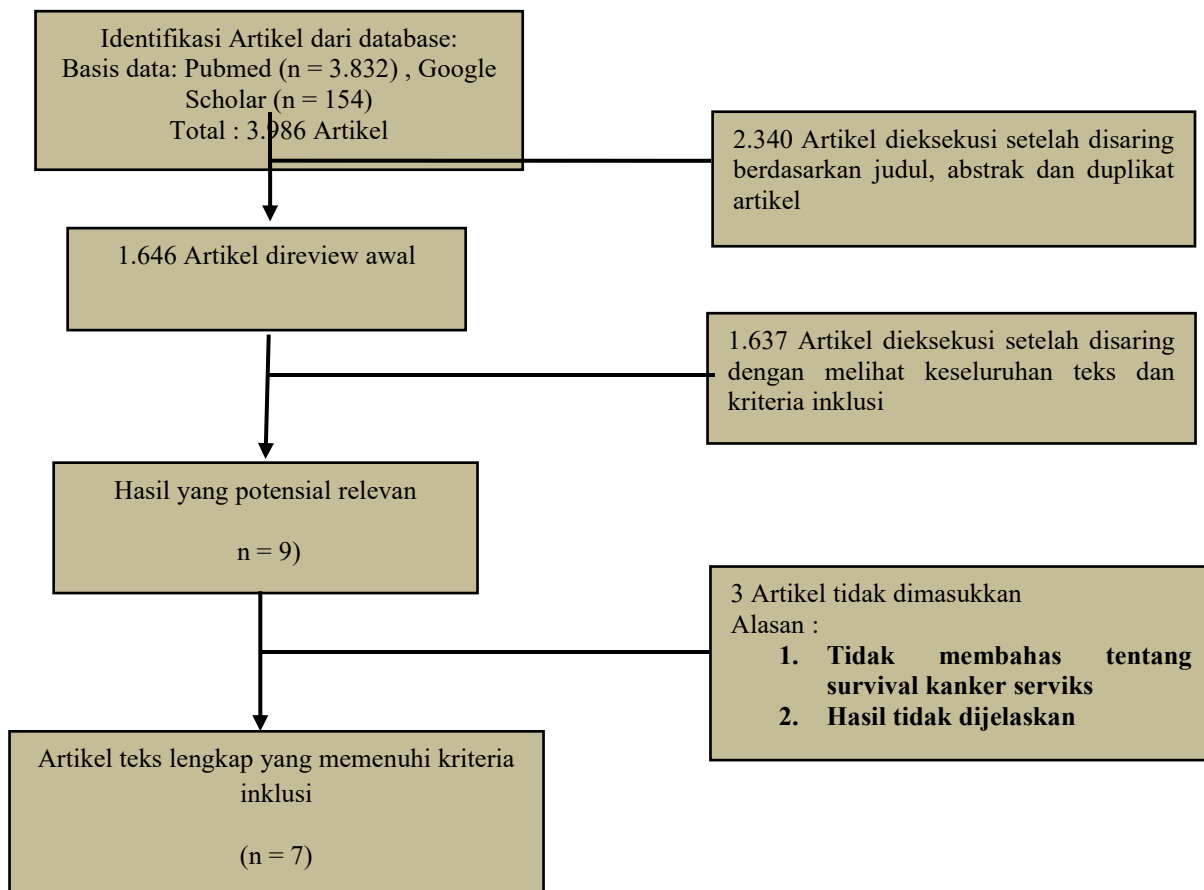 Identifikasi Artikel dari database:
Basis data: Pubmed (n = 3.832) , Google
Scholar (n = 154)
Total : 3.986 Artikel
2.340 Artikel dieksekusi setelah disaring
berdasarkan judul, abstrak dan duplikat
artikel
1.646 Artikel direview awal
1.637 Artikel dieksekusi setelah disaring
dengan melihat keseluruhan teks dan
kriteria inklusi
Hasil yang potensial relevan
n = 9)
3 Artikel tidak dimasukkan
Alasan :
1. Tidak membahas tentang
survival kanker serviks
2. Hasil tidak dijelaskan
Artikel teks lengkap yang memenuhi kriteria
inklusi
(n = 7)